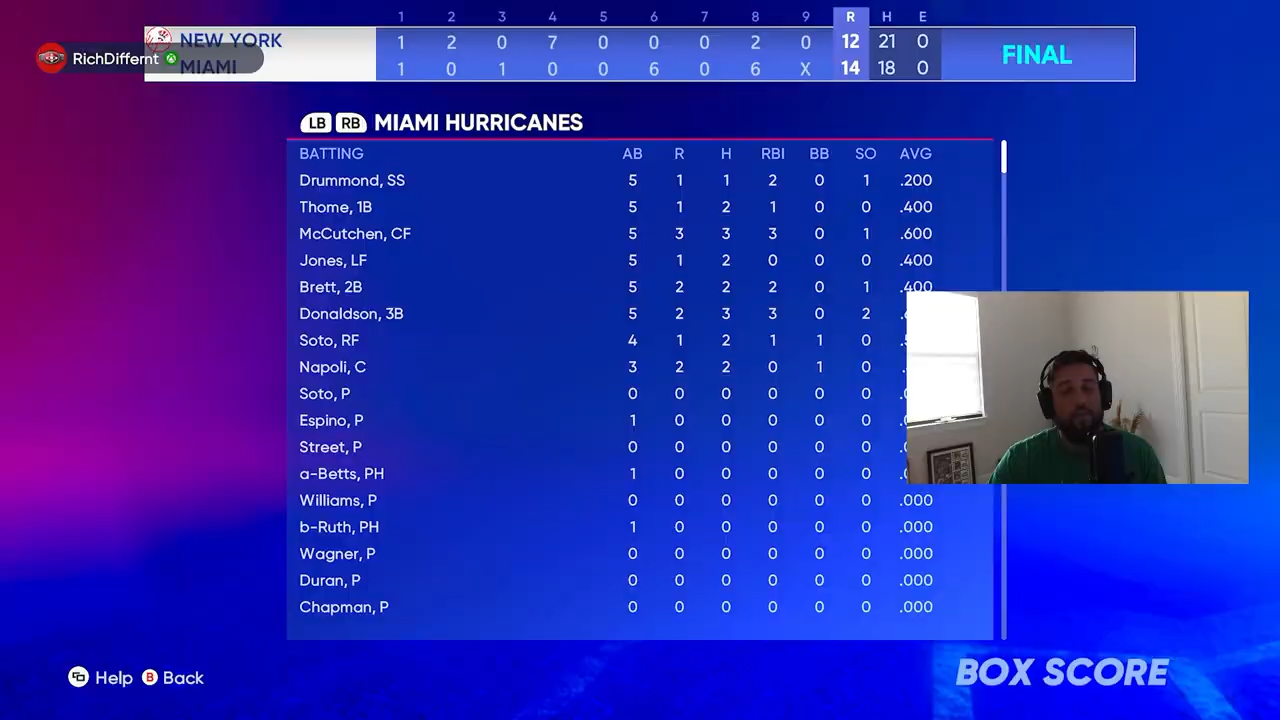 1 2 3 4 5 6 7 8 9 R H E
NEW YORK 1 2 0 7 0 0 0 2 0 12 21 0
RichDiffernt
MIAMI 1 0 1 0 0 6 0 6 X 14 18 0
FINAL
LB RB MIAMI HURRICANES
BATTING AB R H RBI BB SO AVG
Drummond, SS 5 1 1 2 0 1 .200
Thome, 1B 5 1 2 1 0 0 .400
McCutchen, CF 5 3 3 3 0 1 .600
Jones, LF 5 1 2 0 0 0 .400
Brett, 2B 5 2 2 2 0 1 .400
Donaldson, 3B 5 2 3 3 0 2
Soto, RF 4 1 2 1 1 0
Napoli, C 3 2 2 0 1 0
Soto, P 0 0 0 0 0 0
Espino, P 1 0 0 0 0 0
Street, P 0 0 0 0 0 0
a-Betts, PH 1 0 0 0 0 0
Williams, P 0 0 0 0 0 0 .000
b-Ruth, PH 1 0 0 0 0 0 .000
Wagner, P 0 0 0 0 0 0 .000
Duran, P 0 0 0 0 0 0 .000
Chapman, P 0 0 0 0 0 0 .000
Help B Back
BOX SCORE